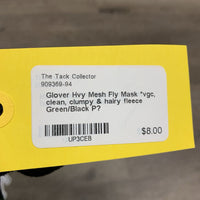 The Tack Collector
909369-94
Glover Hvy Mesh Fly Mask *vgc,
clean, clumpy & hairy fleece
Green/Black P?
$8.00
UP3CEB